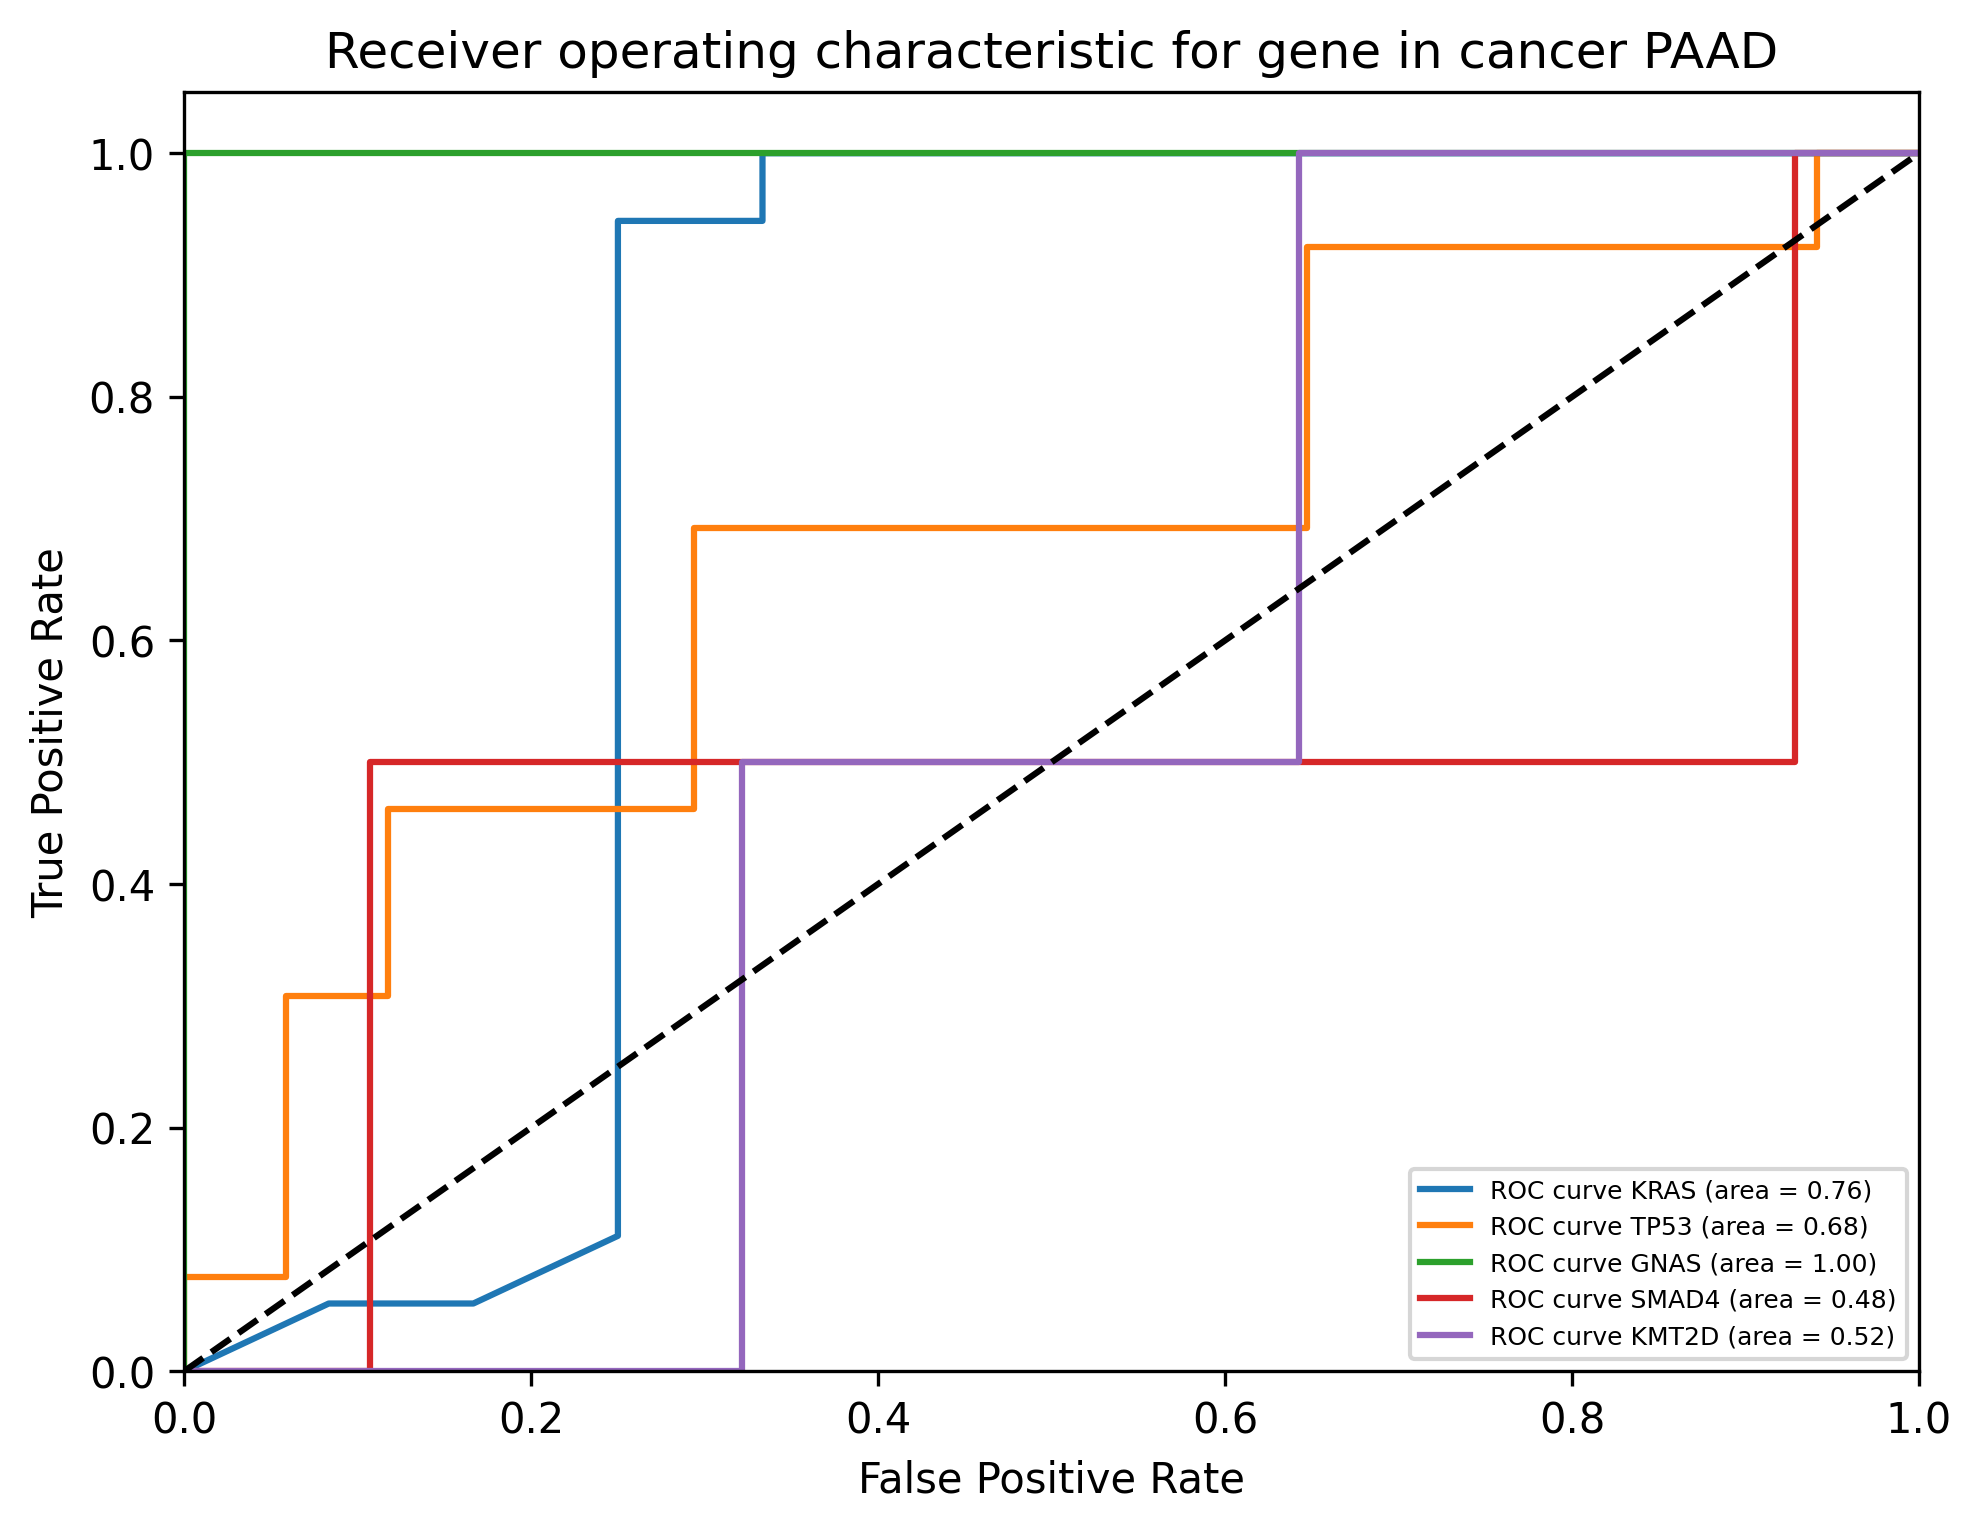 Receiver operating characteristic for gene in cancer PAAD
True Positive Rate
1.0
0.8
0.6
0.4
0.2
0.0
ROC curve KRAS (area = 0.76)
ROC curve TP53 (area = 0.68)
ROC curve GNAS (area = 1.00)
ROC curve SMAD4 (area = 0.48)
ROC curve KMT2D (area = 0.52)
0.0 0.2 0.4 0.6 0.8 1.0
False Positive Rate